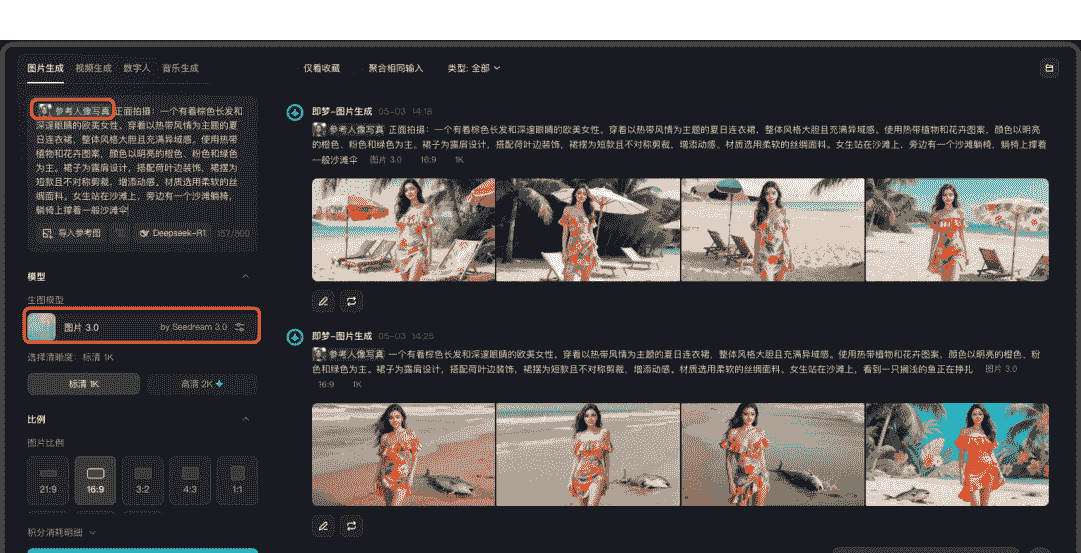 图片生成 视频生成 数字人 音乐生成
参考人像写真 正面拍摄：一个有着棕色长发和
深邃眼睛的欧美女性，穿着以热带风情为主题的夏
日连衣裙，整体风格大胆且充满异域感。使用热带
植物和花卉图案，颜色以明亮的橙色、粉色和绿色
为主。裙子为露肩设计，搭配荷叶边装饰，裙摆为
短款且不对称剪裁，增添动感。材质选用柔软的丝
绸面料。女生站在沙滩上，旁边有一个沙滩躺椅，
躺椅上撑着一般沙滩伞
导入参考图 Deepseek-R1 157/800
模型
生图模型
图片 3.0 by Seedream 3.0
选择清晰度：标清 1K
标清 1K 高清 2K
比例
图片比例
21:9 16:9 3:2 4:3 1:1
积分消耗明细
仅看收藏 聚合相同输入 类型: 全部
即梦-图片生成 05-03 14:18
参考人像写真 正面拍摄：一个有着棕色长发和深邃眼睛的欧美女性，穿着以热带风情为主题的夏日连衣裙，整体风格大胆且充满异域感。使用热带植物和花卉图案，颜色以明亮
的橙色、粉色和绿色为主。裙子为露肩设计，搭配荷叶边装饰，裙摆为短款且不对称剪裁，增添动感。材质选用柔软的丝绸面料。女生站在沙滩上，旁边有一个沙滩躺椅，躺椅上撑着
一般沙滩伞 图片 3.0 16:9 1K
即梦-图片生成 05-03 14:25
参考人像写真 一个有着棕色长发和深邃眼睛的欧美女性，穿着以热带风情为主题的夏日连衣裙，整体风格大胆且充满异域感。使用热带植物和花卉图案，颜色以明亮的橙色、粉
色和绿色为主。裙子为露肩设计，搭配荷叶边装饰，裙摆为短款且不对称剪裁，增添动感。材质选用柔软的丝绸面料。女生站在沙滩上，看到一只搁浅的鱼正在挣扎 图片 3.0
16:9 1K